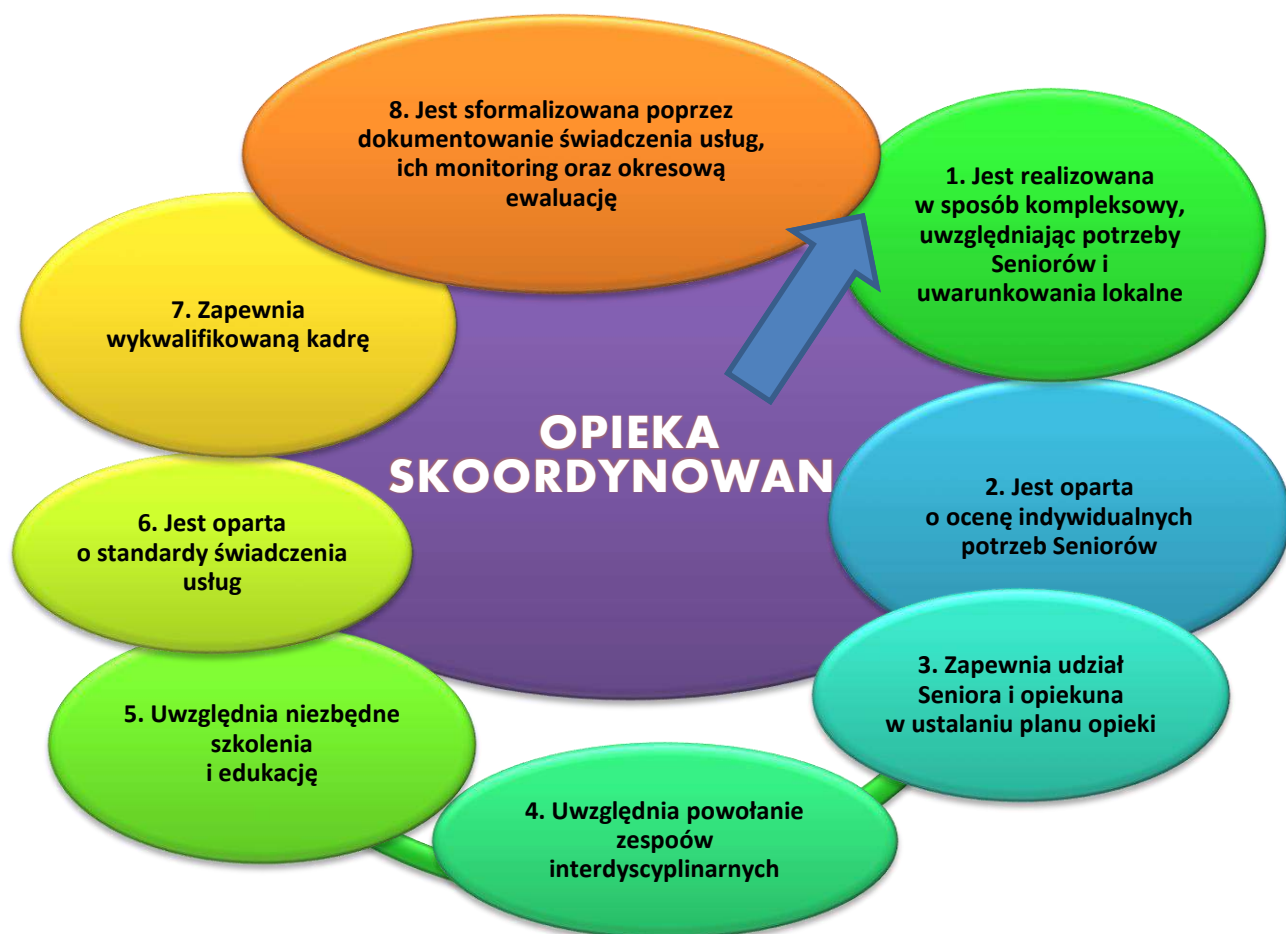 8. Jest sformalizowana poprzez
dokumentowanie świadczenia usług,
ich monitoring oraz okresową
ewaluację
1. Jest realizowana
w sposób kompleksowy,
uwzględniając potrzeby
Seniorów i
uwarunkowania lokalne
7. Zapewnia
wykwalifikowaną kadrę
OPIEKA
SKOORDYNOWAN
2. Jest oparta
o ocenę indywidualnych
potrzeb Seniorów
6. Jest oparta
o standardy świadczenia
usług
3. Zapewnia udział
Seniora i opiekuna
w ustalaniu planu opieki
5. Uwzględnia niezbędne
szkolenia
i edukację
4. Uwzględnia powołanie
zespoów
interdyscyplinarnych